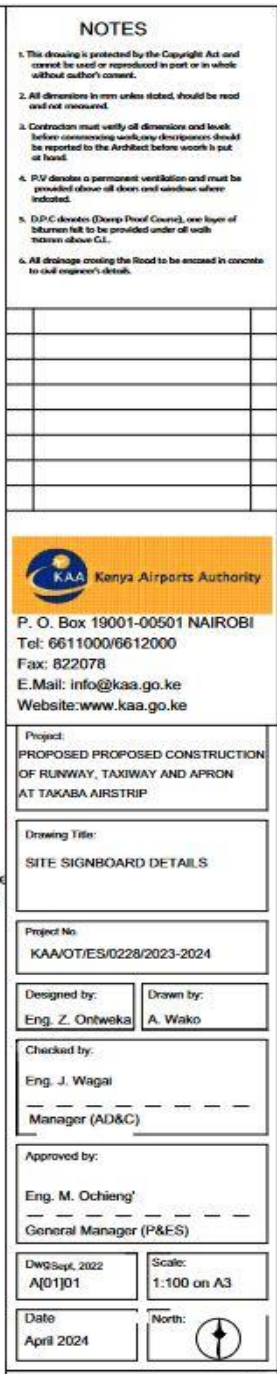 NOTES
1. This drawing is protected by the Copyright Act and
cannot be used or reproduced in part or in whole
without author's consent.
2. All dimensions in mm unless stated, should be read
and not measured.
3. Contractors must verify all dimensions and levels
before commencing work,any descripances should
be reported to the Architect before woork is put
at hand.
4. P.V denotes a permanent ventilation and must be
provided above all doors and windows where
indicated.
5. D.P.C denotes (Damp Proof Course), one layer of
bitumen felt to be provided under all walls
above G.L.
6. All drainage crossing the Road to be encased in concrete
to civil engineer's details.
KAA Kenya Airports Authority
P. O. Box 19001-00501 NAIROBI
Tel: 6611000/6612000
Fax: 822078
E.Mail: info@kaa.go.ke
Website:www.kaa.go.ke
Project:
PROPOSED PROPOSED CONSTRUCTION
OF RUNWAY, TAXIWAY AND APRON
AT TAKABA AIRSTRIP
Drawing Title:
SITE SIGNBOARD DETAILS
e
Project No.
KAA/OT/ES/0228/2023-2024
Designed by:
Eng. Z. Ontweka
Drawn by:
A. Wako
Checked by:
Eng. J. Wagai
Manager (AD&C)
Approved by:
Eng. M. Ochieng'
General Manager (P&ES)
Dwg Sept, 2022
A[01]01
Scale:
1:100 on A3
Date
April 2024
North: